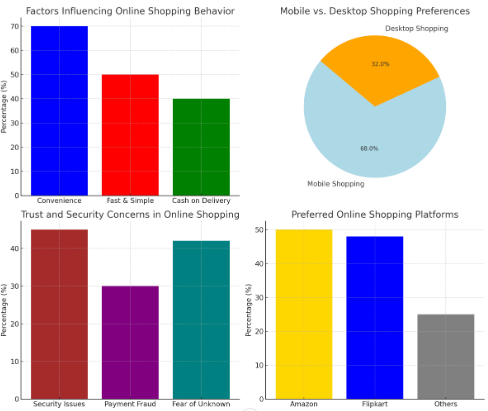 Factors Influencing Online Shopping Behavior
Percentage (%)
70
60
50
40
30
20
10
0
Convenience
Fast & Simple
Cash on Delivery
Mobile vs. Desktop Shopping Preferences
Desktop Shopping
32.0%
68.0%
Mobile Shopping
Trust and Security Concerns in Online Shopping
Percentage (%)
40
30
20
10
0
Security Issues
Payment Fraud
Fear of Unknown
Preferred Online Shopping Platforms
Percentage (%)
50
40
30
20
10
0
Amazon
Flipkart
Others